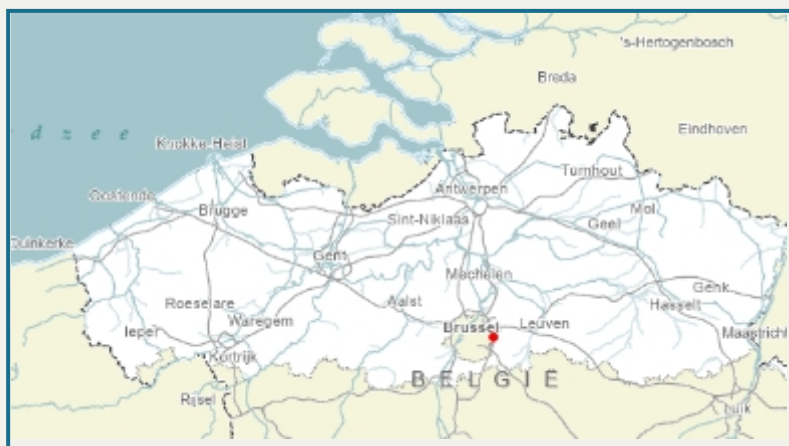 's-Hertogenbosch
Breda
d z e e
Eindhoven
Knokke-Heist
Turnhout
Antwerpen
Oostende
Mol
Brugge
Sint-Niklaas
Geel
Duinkerke
Gent
Mechelen
Genk
Roeselare
Aalst
Hasselt
Waregem
Brussel
Leuven
Ieper
Maastricht
Kortrijk
BELGIË
Rijsel
Luik